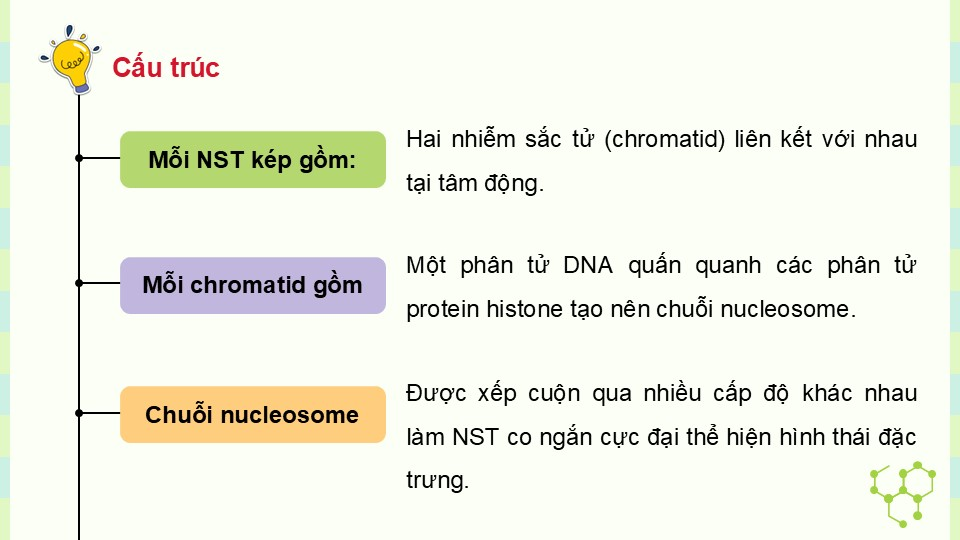 Cấu trúc
Mỗi NST kép gồm:
Hai nhiễm sắc tử (chromatid) liên kết với nhau
tại tâm động.
Mỗi chromatid gồm
Một phân tử DNA quấn quanh các phân tử
protein histone tạo nên chuỗi nucleosome.
Chuỗi nucleosome
Được xếp cuộn qua nhiều cấp độ khác nhau
làm NST co ngắn cực đại thể hiện hình thái đặc
trưng.